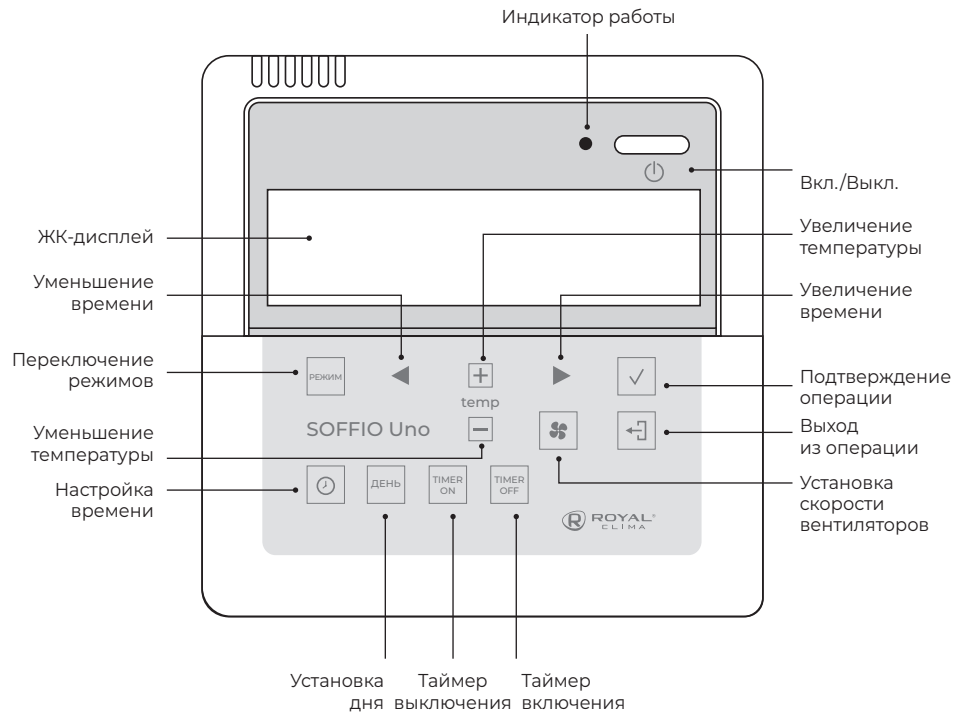 Индикатор работы
Вкл./Выкл.
ЖК-дисплей
Увеличение
температуры
Уменьшение
времени
Увеличение
времени
Переключение
режимов
РЕЖИМ
temp
Подтверждение
операции
SOFFIO Uno
Уменьшение
температуры
Выход
из операции
Настройка
времени
ДЕНЬ
TIMER
ON
TIMER
OFF
Установка
скорости
вентиляторов
R ROYAL®
CLIMA
Установка
дня
Таймер
выключения
Таймер
включения